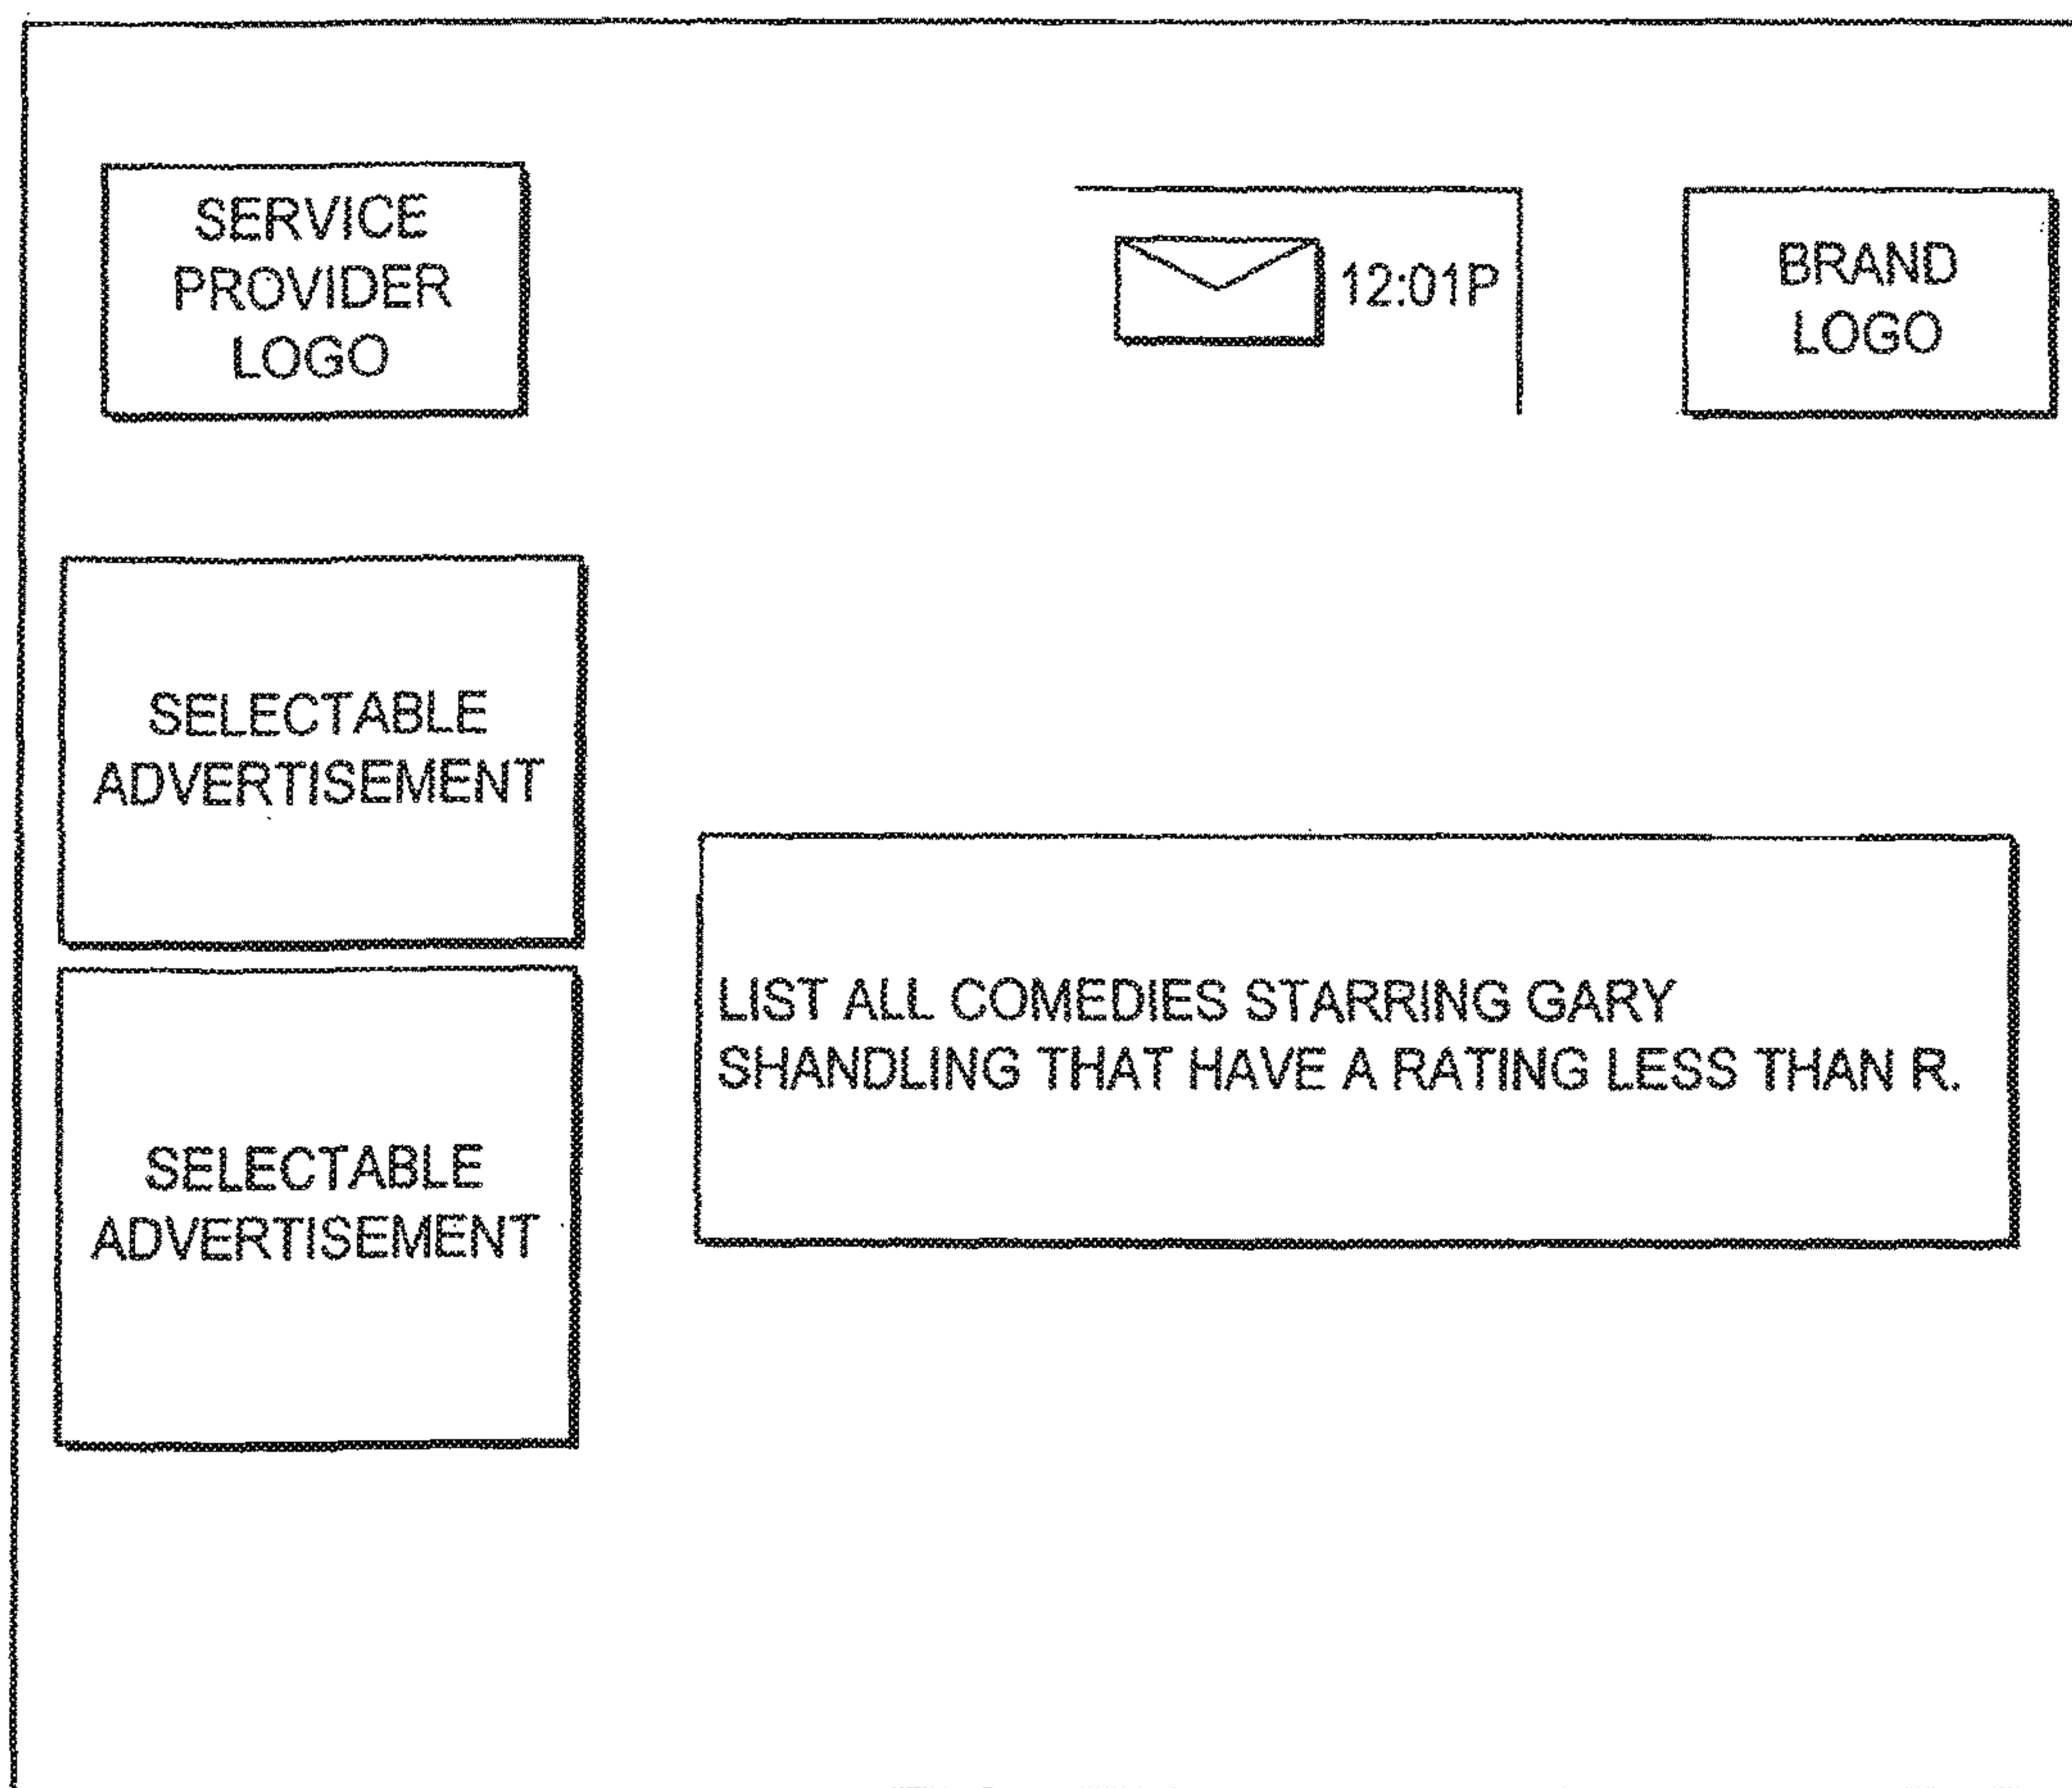 SERVICE
PROVIDER
LOGO
12:01P
BRAND
LOGO
SELECTABLE
ADVERTISEMENT
LIST ALL COMEDIES STARRING GARY
SHANDLING THAT HAVE A RATING LESS THAN R.
SELECTABLE
ADVERTISEMENT